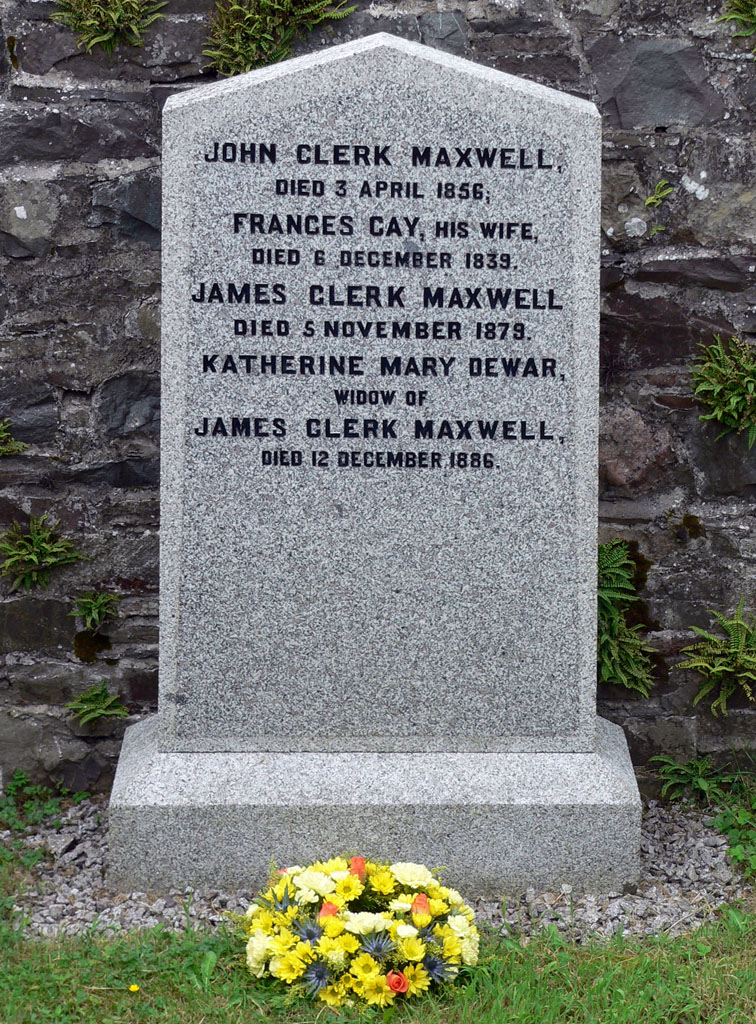 JOHN CLERK MAXWELL,
DIED 3 APRIL 1856;
FRANCES CAY, HIS WIFE,
DIED 6 DECEMBER 1839.
JAMES CLERK MAXWELL
DIED 5 NOVEMBER 1879.
KATHERINE MARY DEWAR,
WIDOW OF
JAMES CLERK MAXWELL,
DIED 12 DECEMBER 1886.